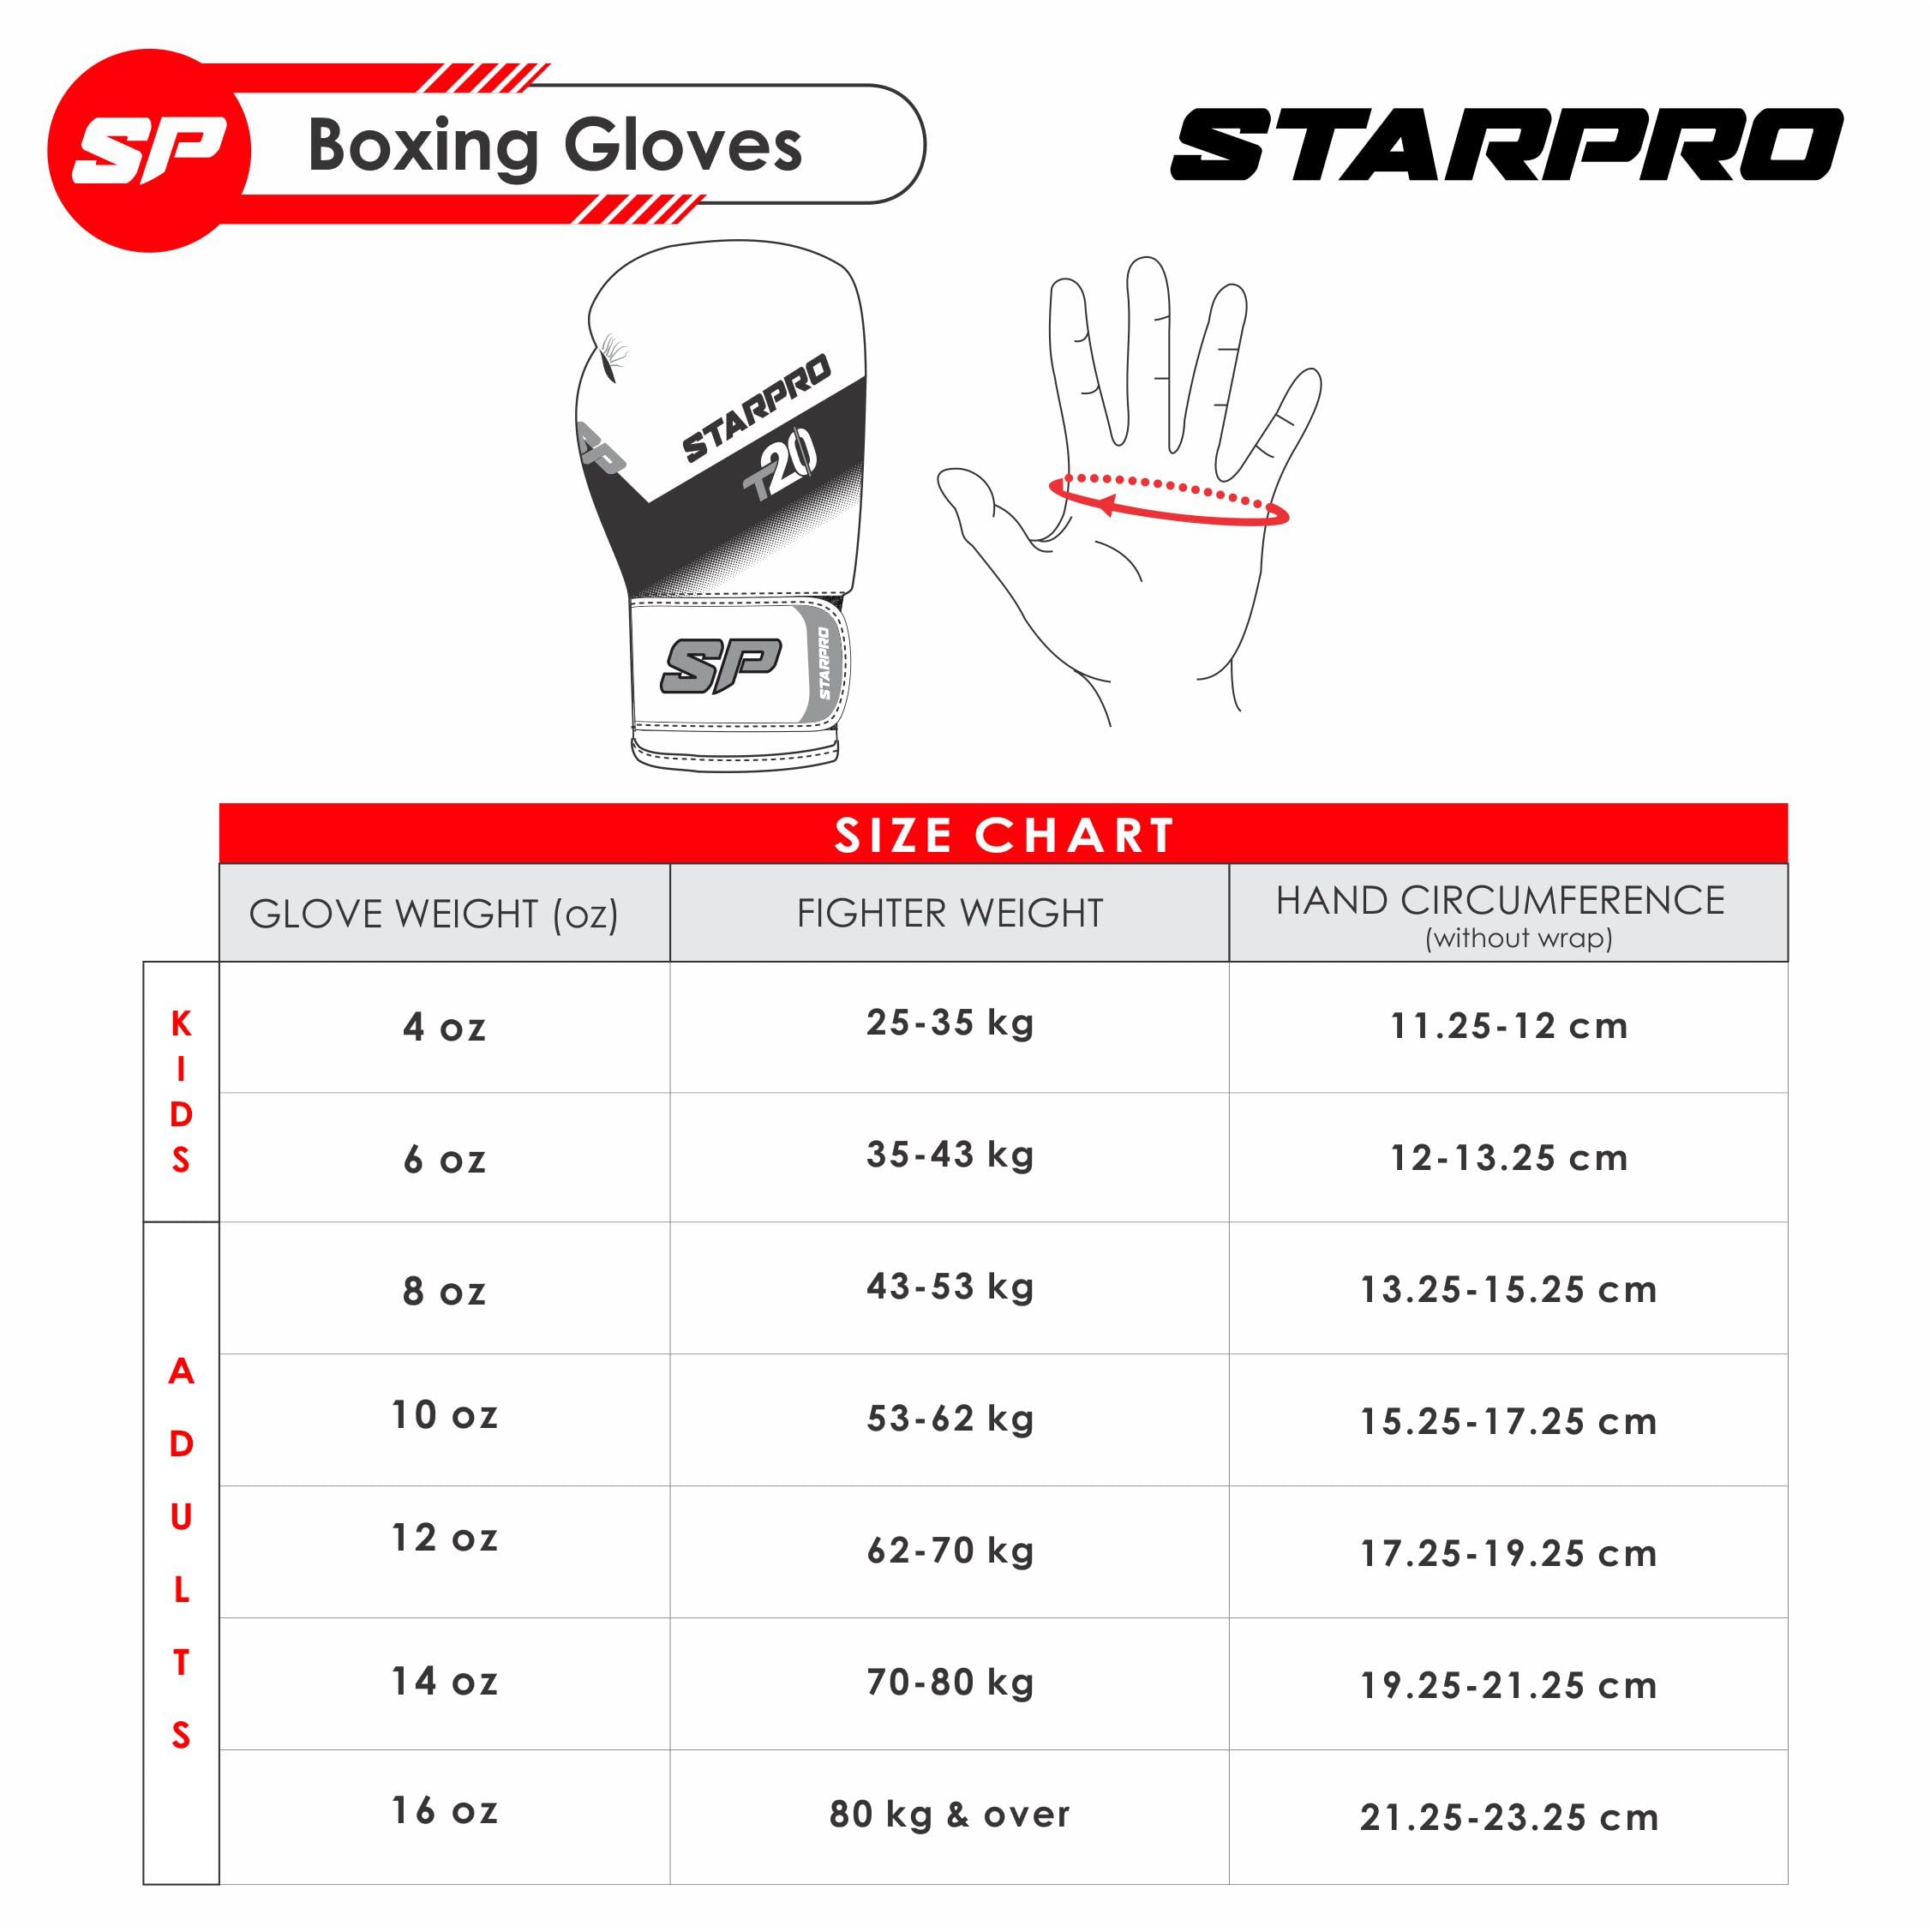 SP
Boxing Gloves
STARPRO
STARPRO
T20
SP
STARPRO
SIZE CHART
GLOVE WEIGHT (oz) FIGHTER WEIGHT HAND CIRCUMFERENCE
(without wrap)
KIDS
4 oz 25-35 kg 11.25-12 cm
6 oz 35-43 kg 12-13.25 cm
ADULTS
8 oz 43-53 kg 13.25-15.25 cm
10 oz 53-62 kg 15.25-17.25 cm
12 oz 62-70 kg 17.25-19.25 cm
14 oz 70-80 kg 19.25-21.25 cm
16 oz 80 kg & over 21.25-23.25 cm